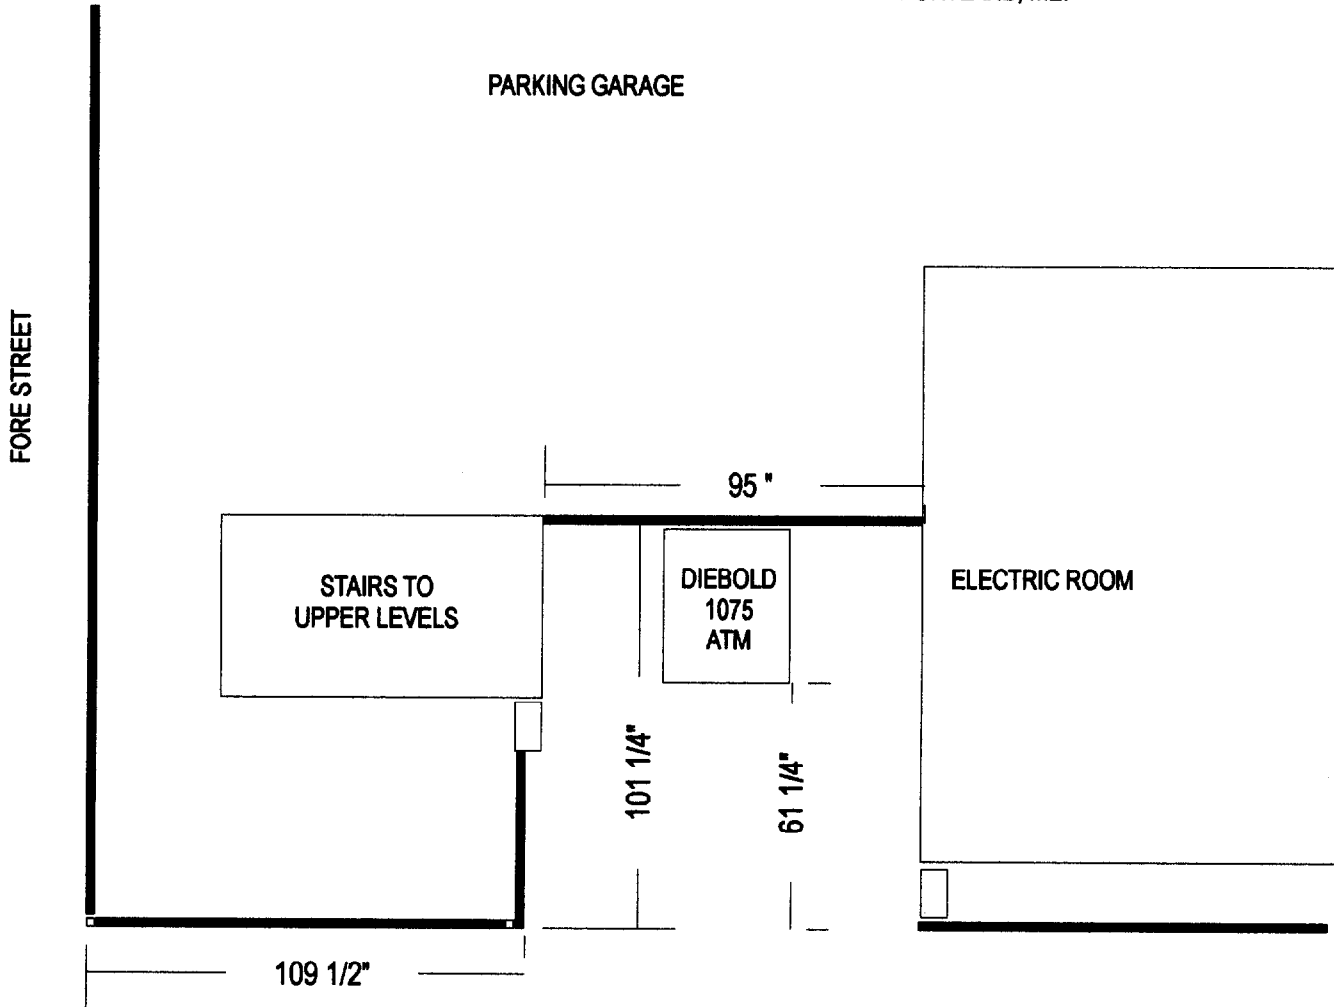 PARKING GARAGE
FORE STREET
95 "
STAIRS TO
UPPER LEVELS
DIEBOLD
1075
ATM
ELECTRIC ROOM
101 1/4"
61 1/4"
109 1/2"